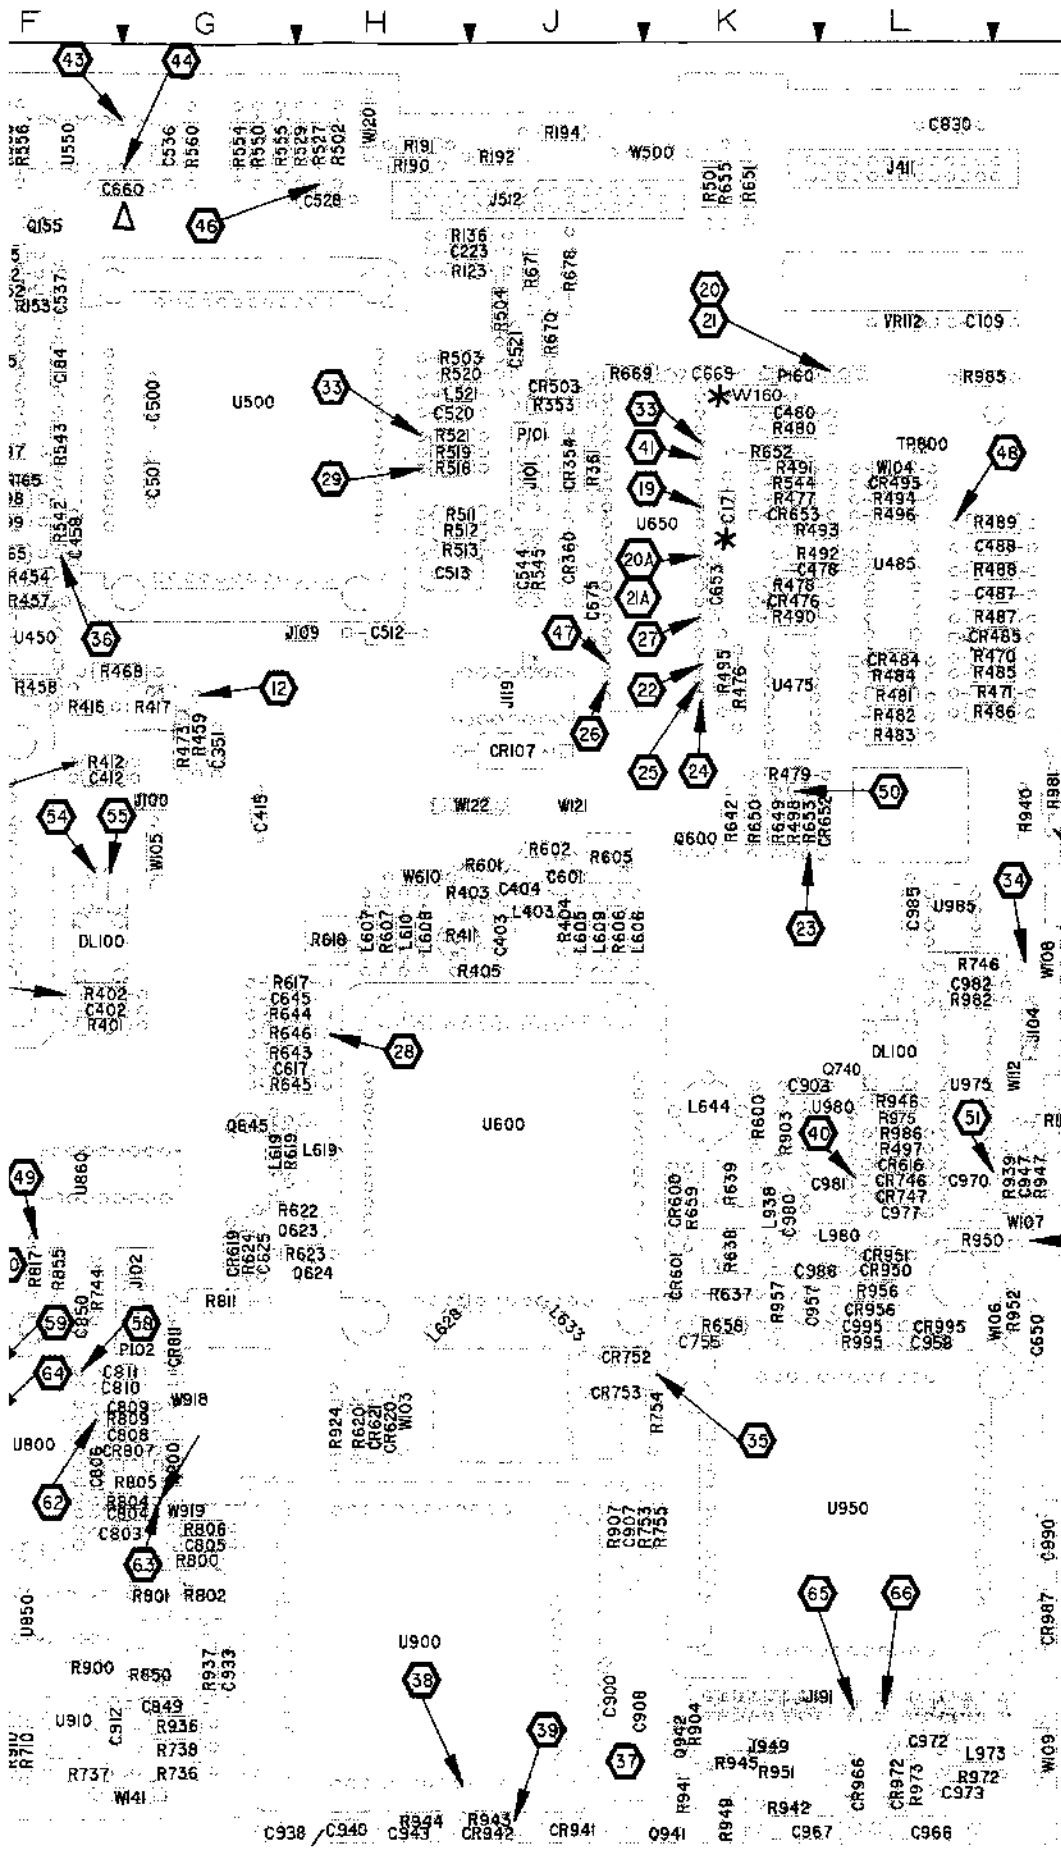 F G H J K L
43 44
R556 U550 C536 R560 R554 R550 R555 R529 R527 R502 W120
R191 R190 R192 R194 W500 R501 R655 R651 C830 J411
C660 C528 J512
46
Q155 R136 C223 R123 R671 R678
R153 C537 R504 C521 R670
20
21
VR112 C109
C184 C500 U500 R503 R520 L521 C520 CR503 R353 R669 C669 P160 R985
33 33 W160 C480 R480
R543 R521 R519 R518 P101 J101 CR354 R361 41 R652 TP800 48
C501 29 19 C171 R491 R544 R477 CR653 R493 W104 CR495 R494 R496
R542 C458 R511 R512 R513 C513 C544 R545 CR360 C675 U650
R489 C488 R488 C487 R487 CR485
R492 C478 R478 CR476 R490 U485
20A 21A C653
R454 R457 U450 36 J109 C512 47 27
R468 R458 R416 R417 12 J119 26 22 R495 R476 U475
CR484 R484 R481 R482 R483 R470 R485 R471 R486
R473 R459 C351 CR107 25 24
R412 C412 R479 50
54 55 J100 W105 C415 W122 W121 Q600 R642 R650 R649 R498 R653 CR652 R940 R981
R602 R601 R605 W610 R403 C404 C601 L403 34
DL100 R618 L607 R607 L610 L608 R411 C403 R404 L605 L609 R606 L606 23 C985 U985 W108
R405 R746 C982 R982
R402 C402 R401 R617 C645 R644 R646 R643 C617 R645 28 J104
DL100 Q740 C903 U975 W112
Q645 L619 R619 L619 U600 L644 R600 R903 U980 40 51
R946 R975 R986 R497 CR616 CR746 CR747 C977
49 U860 CR600 R659 R639 L938 C980 C981 C970 R939 C947 R947
R622 Q623 R623 Q624 CR619 R624 C625 CR601 R638 L980 W107 R950
R817 R855 C850 R744 J102 R811 C986 CR951 CR950 R956 CR956
59 58 P102 CR811 L628 L633 R637 R658 C755 R957 C957 C995 R995 CR995 C958 W106 R952 Q650
64 C811 C810 CR752
C809 R809 C808 CR807 W918 R924 R620 CR621 CR620 W103 CR753 R754 35
U800 C806 R805 R804 C804 C803 W919 R806 C805 R800
62 63 R907 C907 R753 R755 U950 C990
R801 R802 U850 65 66 CR987
U900 R900 R850 R937 C933
38 C900 C908 J191
C849 U910 C912 R936 R738 R736 39 37 Q942 R904 J949 R945 R951 C972 L973 W109
R910 R710 R737 W141 R941 R949 R942 CR966 CR972 R973 R972 C973
C938 C940 R944 C943 R943 CR942 CR941 Q941 C967 C966